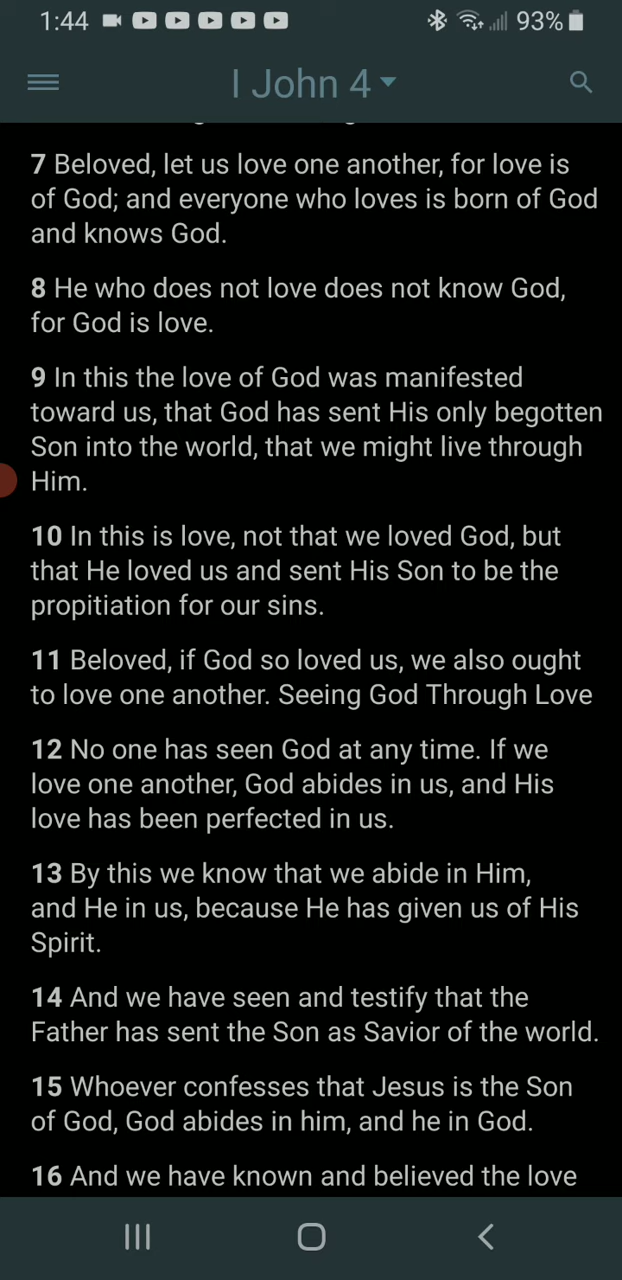 1:44
93%
I John 4
7 Beloved, let us love one another, for love is
of God; and everyone who loves is born of God
and knows God.
8 He who does not love does not know God,
for God is love.
9 In this the love of God was manifested
toward us, that God has sent His only begotten
Son into the world, that we might live through
Him.
10 In this is love, not that we loved God, but
that He loved us and sent His Son to be the
propitiation for our sins.
11 Beloved, if God so loved us, we also ought
to love one another. Seeing God Through Love
12 No one has seen God at any time. If we
love one another, God abides in us, and His
love has been perfected in us.
13 By this we know that we abide in Him,
and He in us, because He has given us of His
Spirit.
14 And we have seen and testify that the
Father has sent the Son as Savior of the world.
15 Whoever confesses that Jesus is the Son
of God, God abides in him, and he in God.
16 And we have known and believed the love